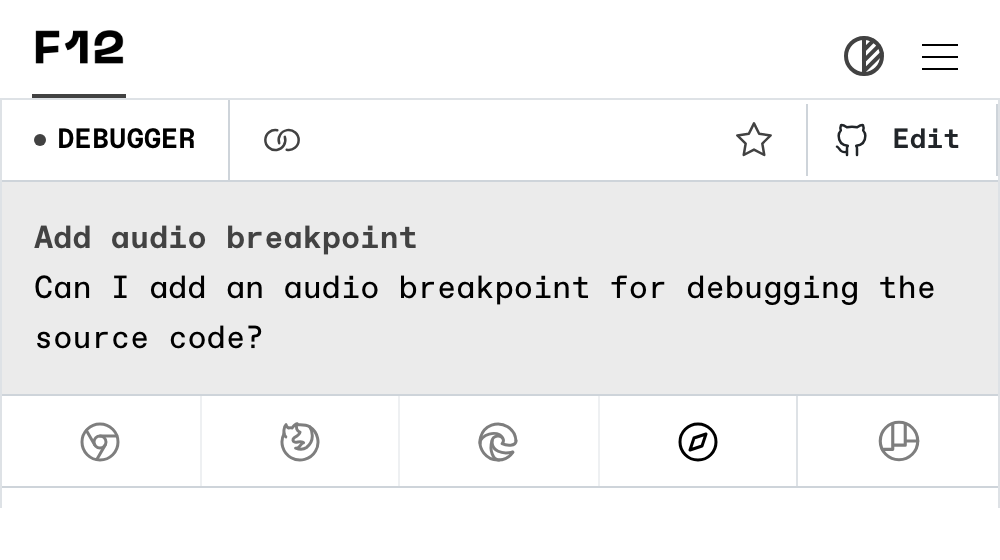 F12
DEBUGGER
Edit
Add audio breakpoint
Can I add an audio breakpoint for debugging the
source code?